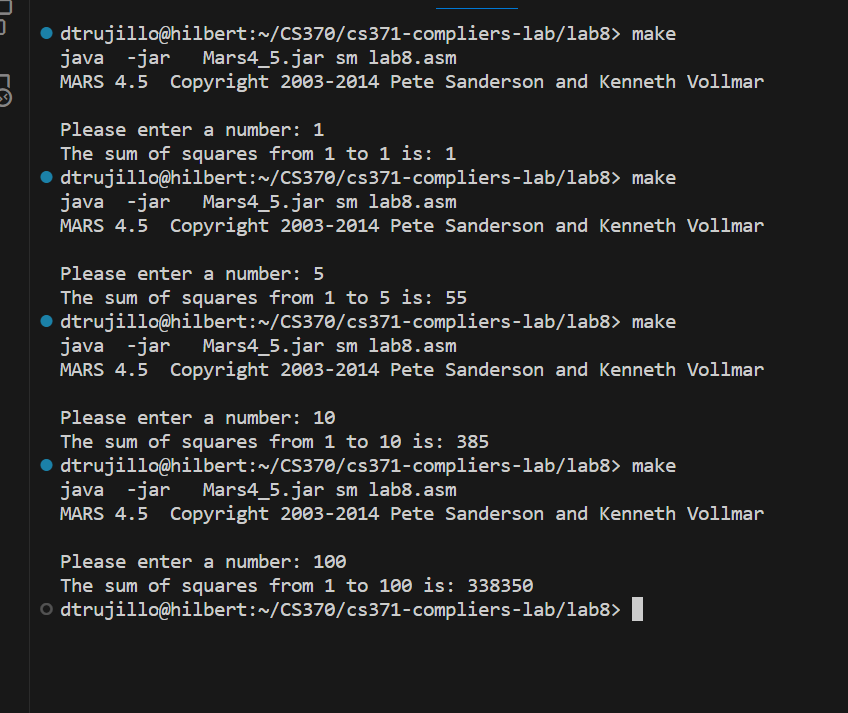 dtrujillo@hilbert:~/CS370/cs371-compliers-lab/lab8> make
java  -jar   Mars4_5.jar sm lab8.asm
MARS 4.5  Copyright 2003-2014 Pete Sanderson and Kenneth Vollmar

Please enter a number: 1
The sum of squares from 1 to 1 is: 1
dtrujillo@hilbert:~/CS370/cs371-compliers-lab/lab8> make
java  -jar   Mars4_5.jar sm lab8.asm
MARS 4.5  Copyright 2003-2014 Pete Sanderson and Kenneth Vollmar

Please enter a number: 5
The sum of squares from 1 to 5 is: 55
dtrujillo@hilbert:~/CS370/cs371-compliers-lab/lab8> make
java  -jar   Mars4_5.jar sm lab8.asm
MARS 4.5  Copyright 2003-2014 Pete Sanderson and Kenneth Vollmar

Please enter a number: 10
The sum of squares from 1 to 10 is: 385
dtrujillo@hilbert:~/CS370/cs371-compliers-lab/lab8> make
java  -jar   Mars4_5.jar sm lab8.asm
MARS 4.5  Copyright 2003-2014 Pete Sanderson and Kenneth Vollmar

Please enter a number: 100
The sum of squares from 1 to 100 is: 338350
dtrujillo@hilbert:~/CS370/cs371-compliers-lab/lab8>